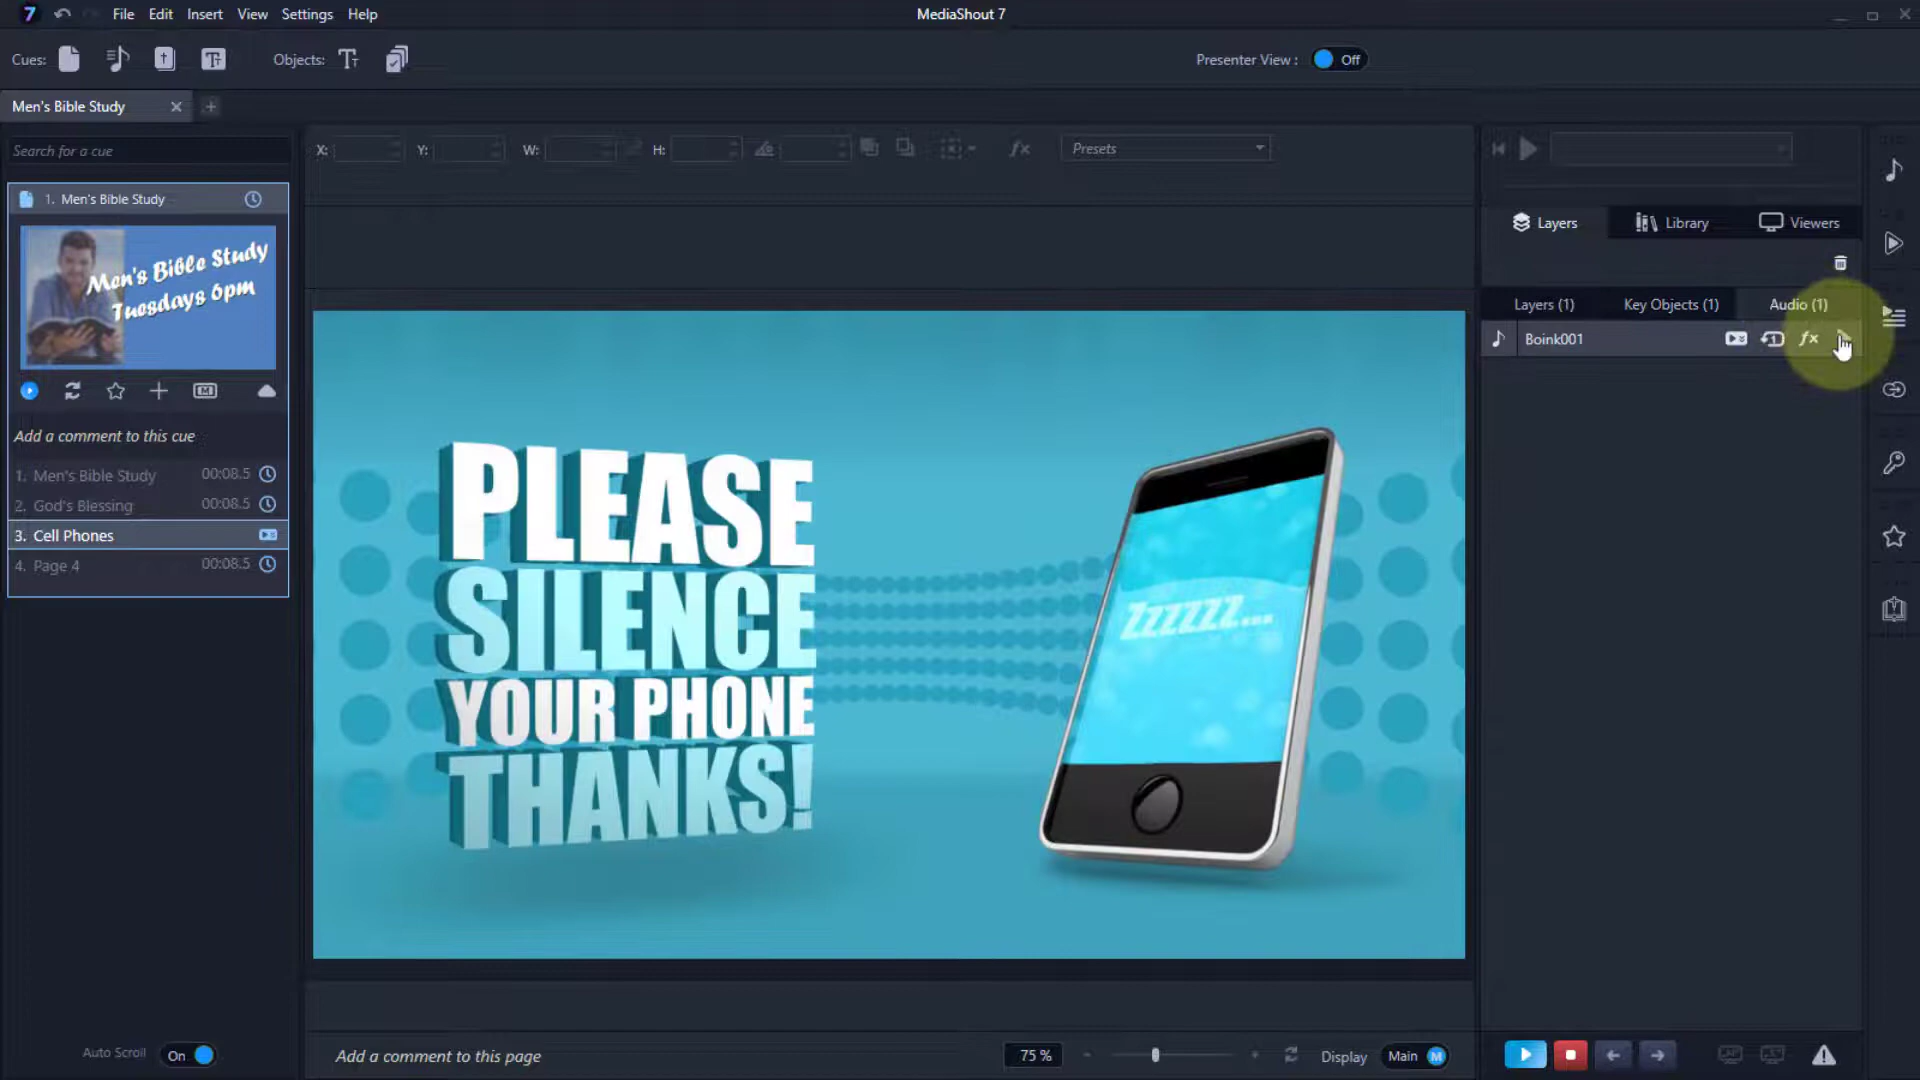 7 File Edit Insert View Settings Help MediaShout 7
Cues: Objects: Presenter View : Off
Men's Bible Study
Search for a cue
X: Y: W: H: fx Presets
1. Men's Bible Study
Men's Bible Study
Tuesdays 6pm
Add a comment to this cue
1. Men's Bible Study 00:08.5
2. God's Blessing 00:08.5
3. Cell Phones
4. Page 4 00:08.5
Auto Scroll On
PLEASE
SILENCE
YOUR PHONE
THANKS!
Zzzzzz...
Add a comment to this page
75 %
Display Main M
Layers Library Viewers
Layers (1) Key Objects (1) Audio (1)
Boink001 fx